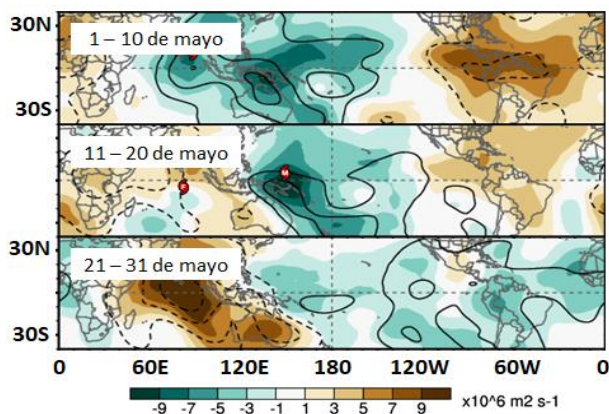 30N
1 – 10 de mayo
30S
11 – 20 de mayo
30N
21 – 31 de mayo
30S
0 60E 120E 180 120W 60W 0
-9 -7 -5 -3 -1 1 3 5 7 9 x10^6 m2 s-1